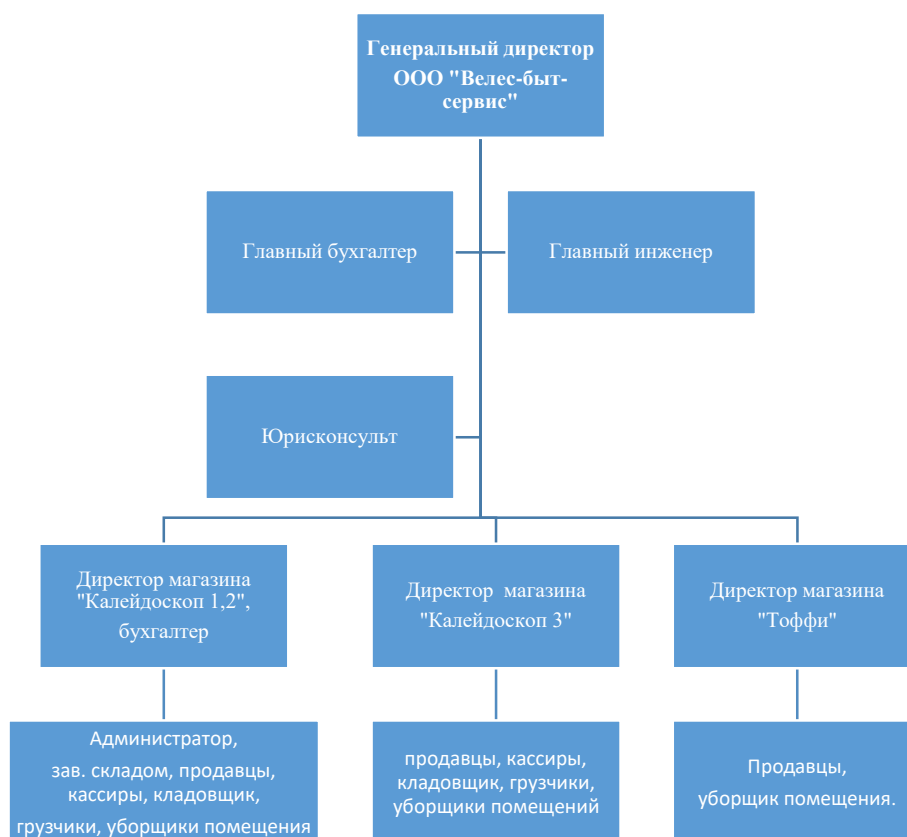 Генеральный директор
ООО "Велес-быт-
сервис"
Главный бухгалтер
Главный инженер
Юрисконсульт
Директор магазина
"Калейдоскоп 1,2",
бухгалтер
Директор магазина
"Калейдоскоп 3"
Директор магазина
"Тоффи"
Администратор,
зав. складом, продавцы,
кассиры, кладовщик,
грузчики, уборщики помещения
продавцы, кассиры,
кладовщик, грузчики,
уборщики помещений
Продавцы,
уборщик помещения.